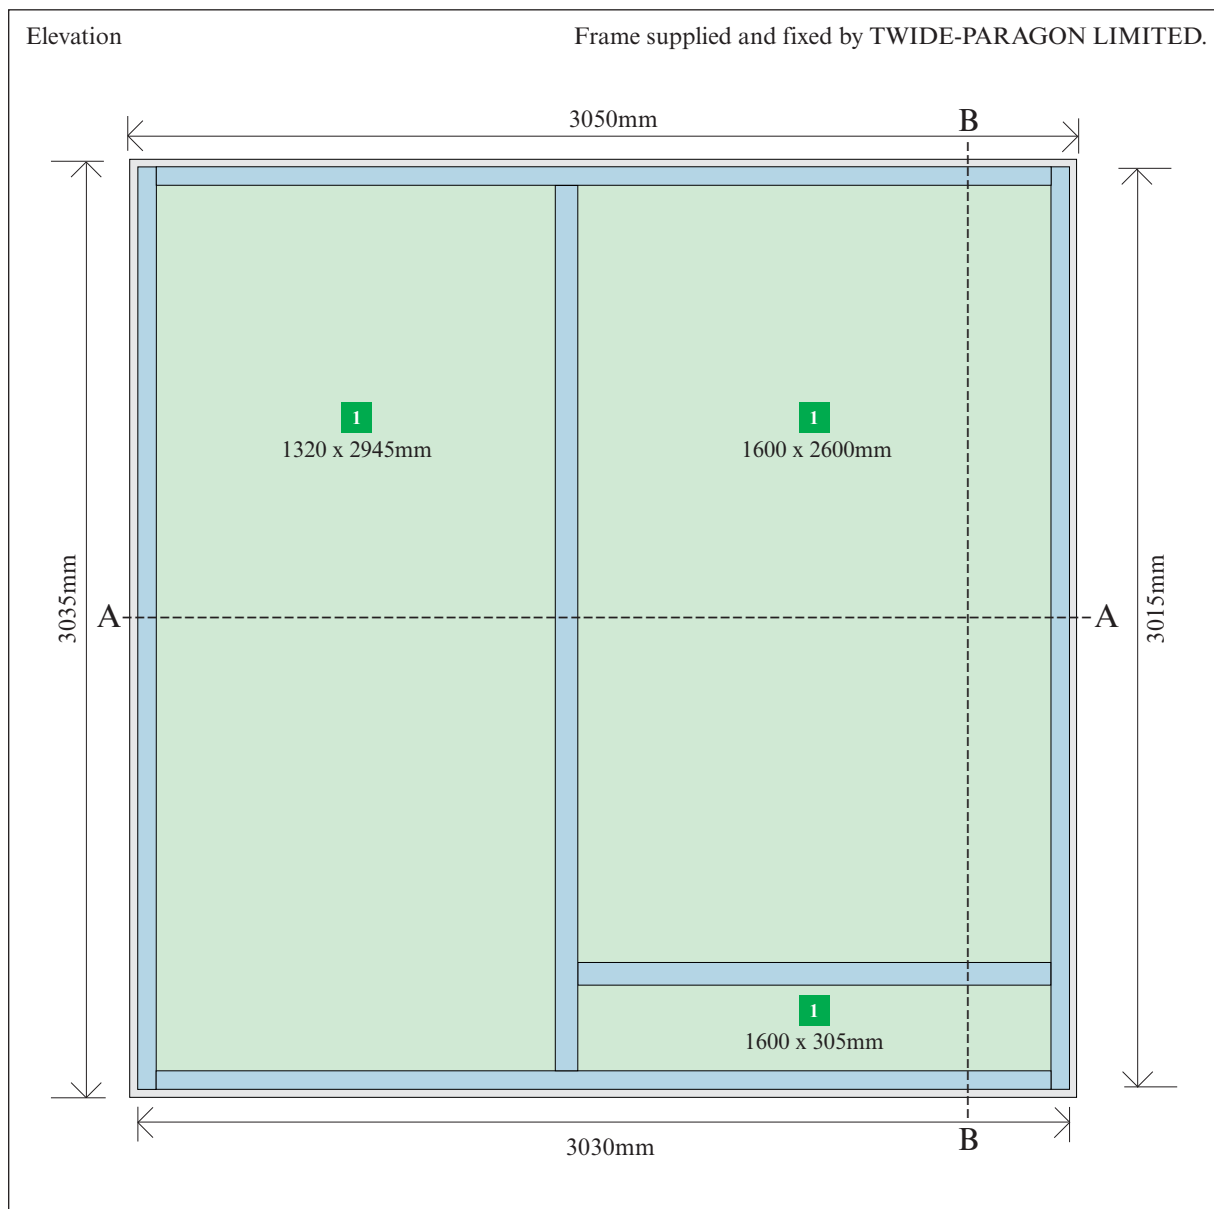 Elevation
Frame supplied and fixed by TWIDE-PARAGON LIMITED.
3050mm
B
1
1320 x 2945mm
1
1600 x 2600mm
3035mm
A
A
3015mm
1
1600 x 305mm
B
3030mm